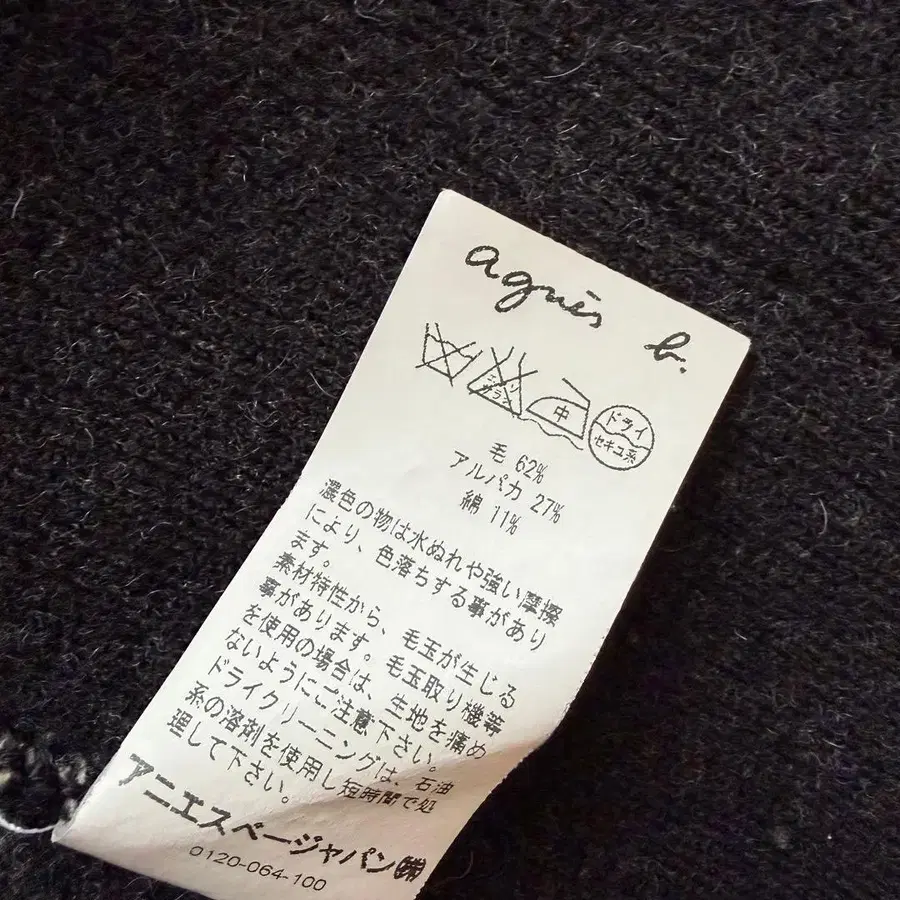 agnès b.
エンソ
サラシ
中
ドライ
セキユ系
毛 62%
アルパカ 27%
綿 11%
濃色の物は水ぬれや強い摩擦
により、色落ちする事があり
ます。
素材特性から、毛玉が生じる
事があります。毛玉取り機等
を使用の場合は、生地を痛め
ないようにご注意下さい。
ドライクリーニングは、石油
系の溶剤を使用し短時間で処
理して下さい。
アニエスベージャパン㈱
0120-064-100